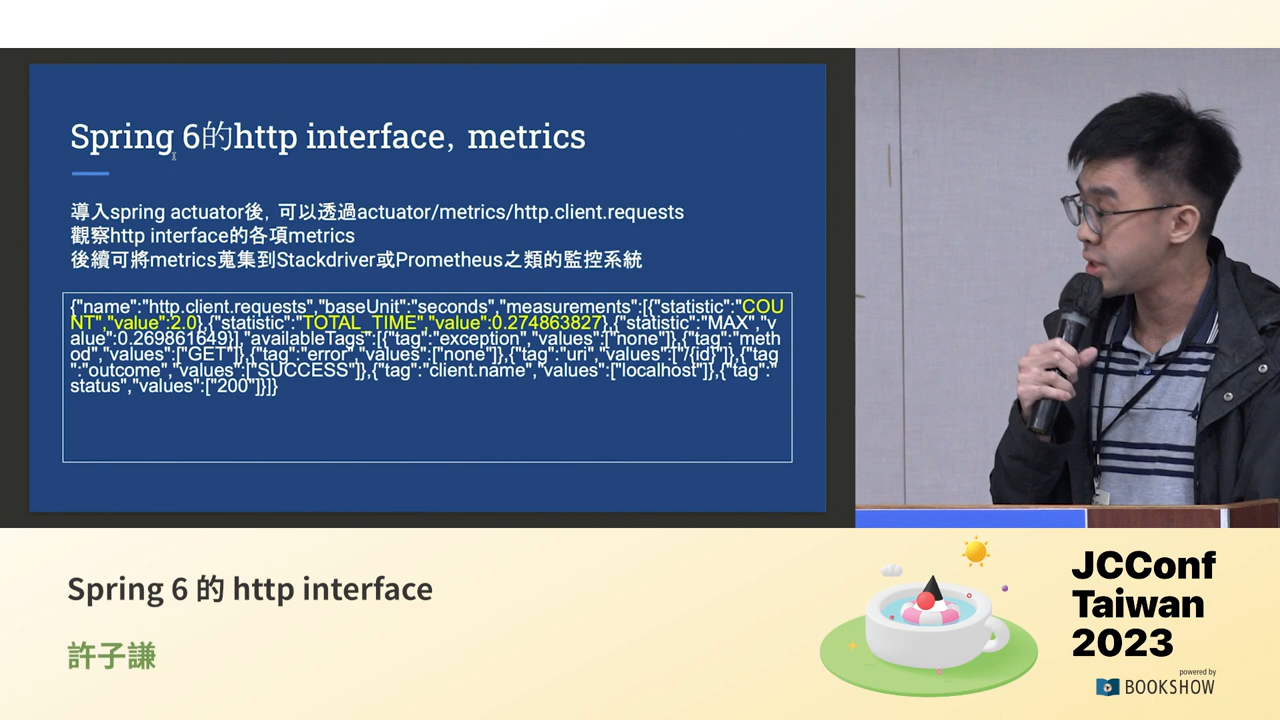 Spring 6的http interface, metrics
導入spring actuator後, 可以透過actuator/metrics/http.client.requests
觀察http interface的各項metrics
後續可將metrics蒐集到Stackdriver或Prometheus之類的監控系統
{"name":"http.client.requests","baseUnit":"seconds","measurements":[{"statistic":"COU
NT","value":2.0},{"statistic":"TOTAL_TIME","value":0.274863827},{"statistic":"MAX","v
alue":0.269861649}],"availableTags":[{"tag":"exception","values":["none"]},{"tag":"meth
od","values":["GET"]},{"tag":"error","values":["none"]},{"tag":"uri","values":["/{id}"]},{"tag
":"outcome","values":["SUCCESS"]},{"tag":"client.name","values":["localhost"]},{"tag":"
status","values":["200"]}]}
Spring 6 的 http interface
許子謙
JCConf
Taiwan
2023
powered by
BOOKSHOW